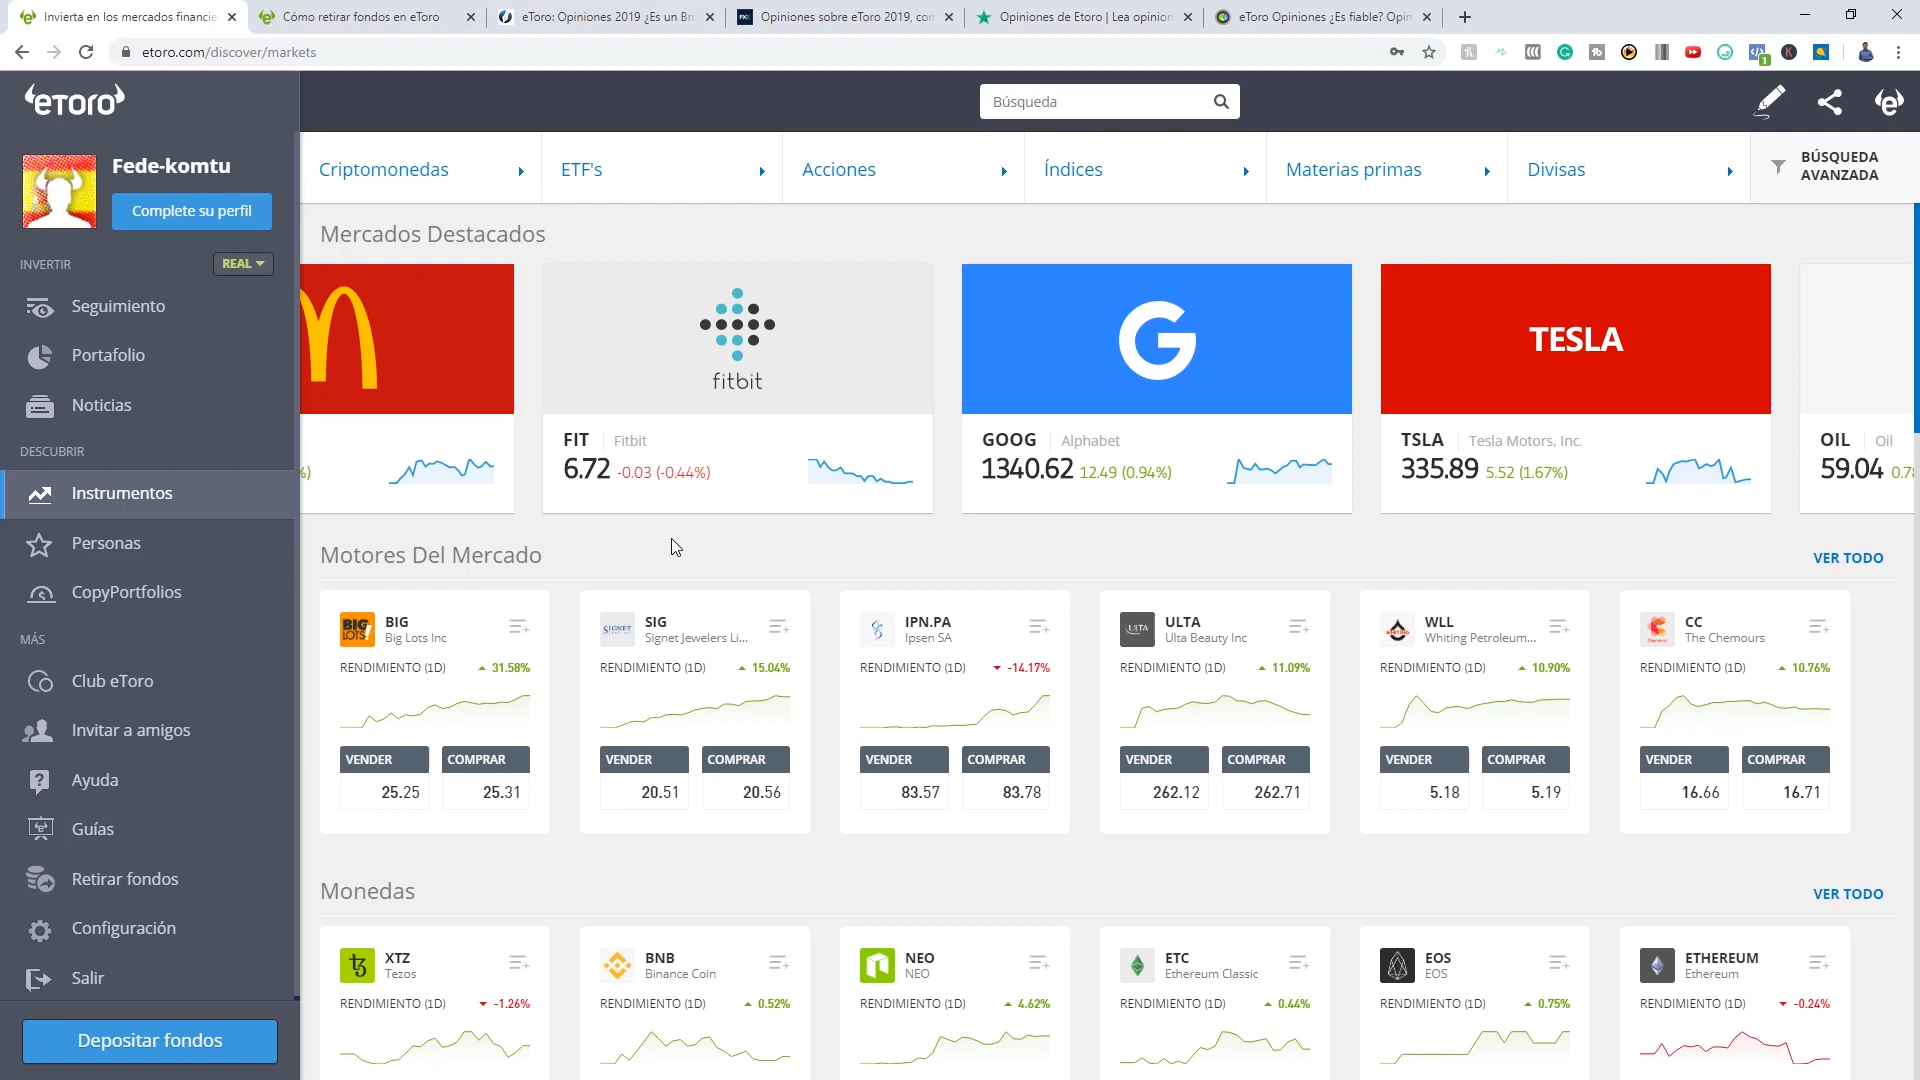 Invierta en los mercados financie
Cómo retirar fondos en eToro
eToro: Opiniones 2019 ¿Es un Br
Opiniones sobre eToro 2019, con
Opiniones de Etoro | Lea opinion
eToro Opiniones ¿Es fiable? Opin
etoro.com/discover/markets
eToro
Búsqueda
Fede-komtu
Complete su perfil
INVERTIR
REAL
Seguimiento
Portafolio
Noticias
DESCUBRIR
Instrumentos
Personas
CopyPortfolios
MÁS
Club eToro
Invitar a amigos
Ayuda
Guías
Retirar fondos
Configuración
Salir
Depositar fondos
Criptomonedas
ETF's
Acciones
Índices
Materias primas
Divisas
BÚSQUEDA
AVANZADA
Mercados Destacados
%)
fitbit
FIT Fitbit
6.72 -0.03 (-0.44%)
G
GOOG Alphabet
1340.62 12.49 (0.94%)
TESLA
TSLA Tesla Motors, Inc.
335.89 5.52 (1.67%)
OIL Oil
59.04 0.78
Motores Del Mercado
VER TODO
BIG LOTS!
BIG
Big Lots Inc
RENDIMIENTO (1D) 31.58%
VENDER COMPRAR
25.25 25.31
SIGNET
SIG
Signet Jewelers Li...
RENDIMIENTO (1D) 15.04%
VENDER COMPRAR
20.51 20.56
IPN.PA
Ipsen SA
RENDIMIENTO (1D) -14.17%
VENDER COMPRAR
83.57 83.78
ULTA
ULTA
Ulta Beauty Inc
RENDIMIENTO (1D) 11.09%
VENDER COMPRAR
262.12 262.71
WHITING
WLL
Whiting Petroleum...
RENDIMIENTO (1D) 10.90%
VENDER COMPRAR
5.18 5.19
CC
The Chemours
RENDIMIENTO (1D) 10.76%
VENDER COMPRAR
16.66 16.71
Monedas
VER TODO
XTZ
Tezos
RENDIMIENTO (1D) -1.26%
BNB
Binance Coin
RENDIMIENTO (1D) 0.52%
NEO
NEO
RENDIMIENTO (1D) 4.62%
ETC
Ethereum Classic
RENDIMIENTO (1D) 0.44%
EOS
EOS
RENDIMIENTO (1D) 0.75%
ETHEREUM
Ethereum
RENDIMIENTO (1D) -0.24%